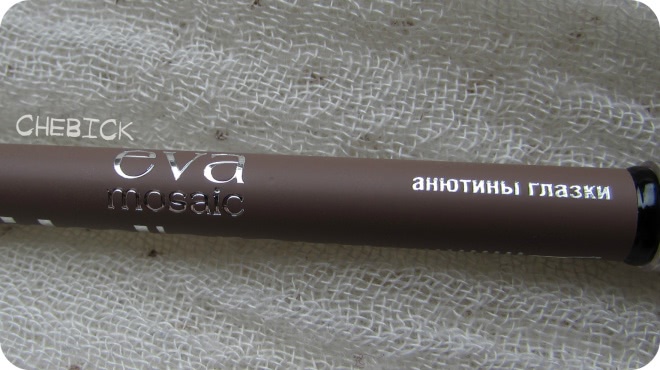 CHEBICK
eva
mosaic
анютины глазки